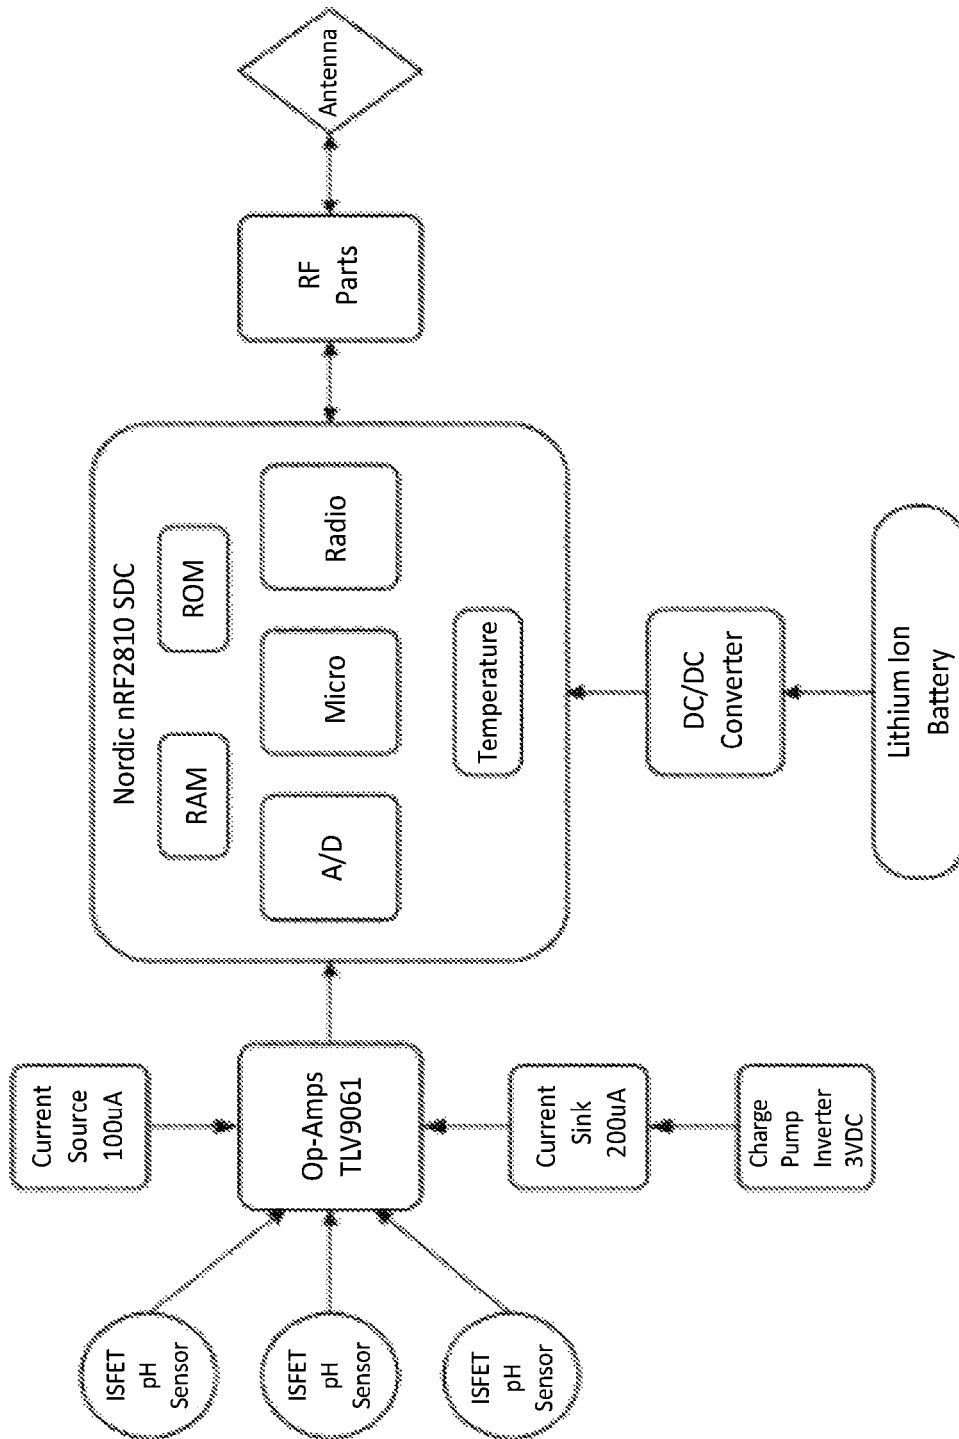 ISFET
pH
Sensor
ISFET
pH
Sensor
ISFET
pH
Sensor
Current
Source
100uA
Op-Amps
TLV9061
Current
Sink
200uA
Charge
Pump
Inverter
3VDC
Nordic nRF2810 SDC
RAM
ROM
A/D
Micro
Radio
Temperature
DC/DC
Converter
Lithium Ion
Battery
RF
Parts
Antenna